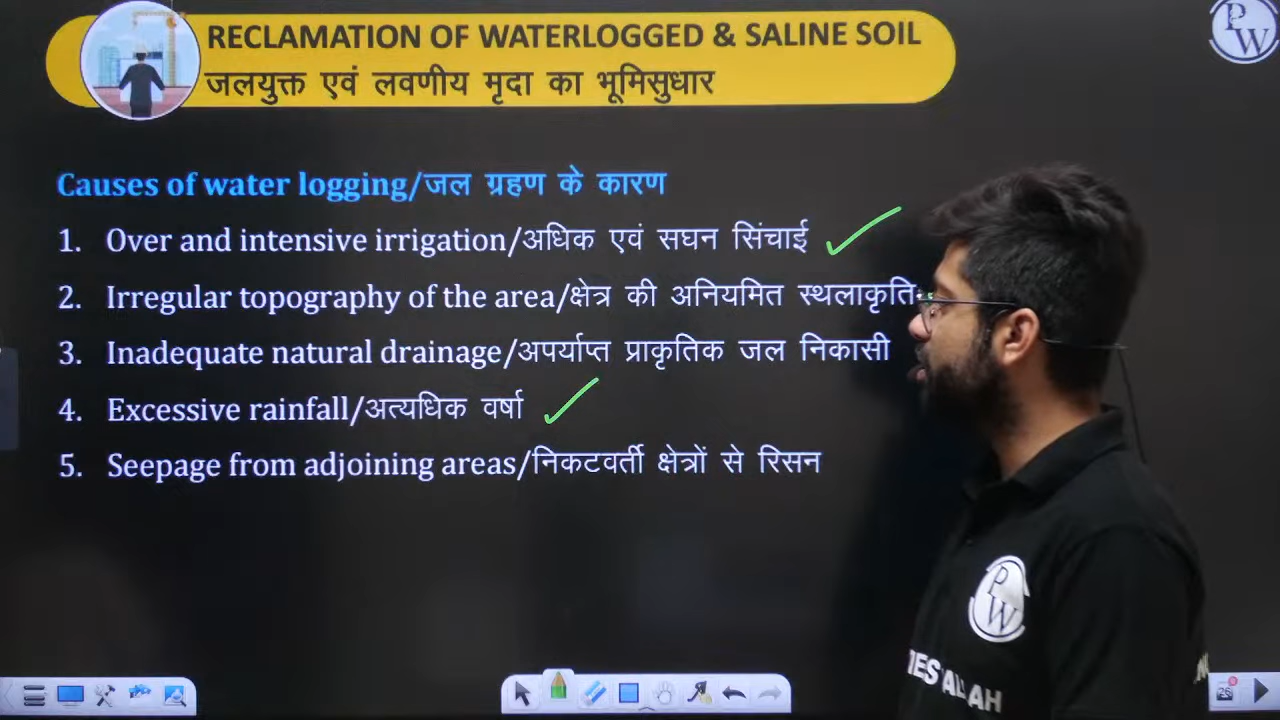 RECLAMATION OF WATERLOGGED & SALINE SOIL
जलयुक्त एवं लवणीय मृदा का भूमिसुधार
PW
Causes of water logging/जल ग्रहण के कारण
1. Over and intensive irrigation/अधिक एवं सघन सिंचाई
2. Irregular topography of the area/क्षेत्र की अनियमित स्थलाकृति
3. Inadequate natural drainage/अपर्याप्त प्राकृतिक जल निकासी
4. Excessive rainfall/अत्यधिक वर्षा
5. Seepage from adjoining areas/निकटवर्ती क्षेत्रों से रिसन
PW